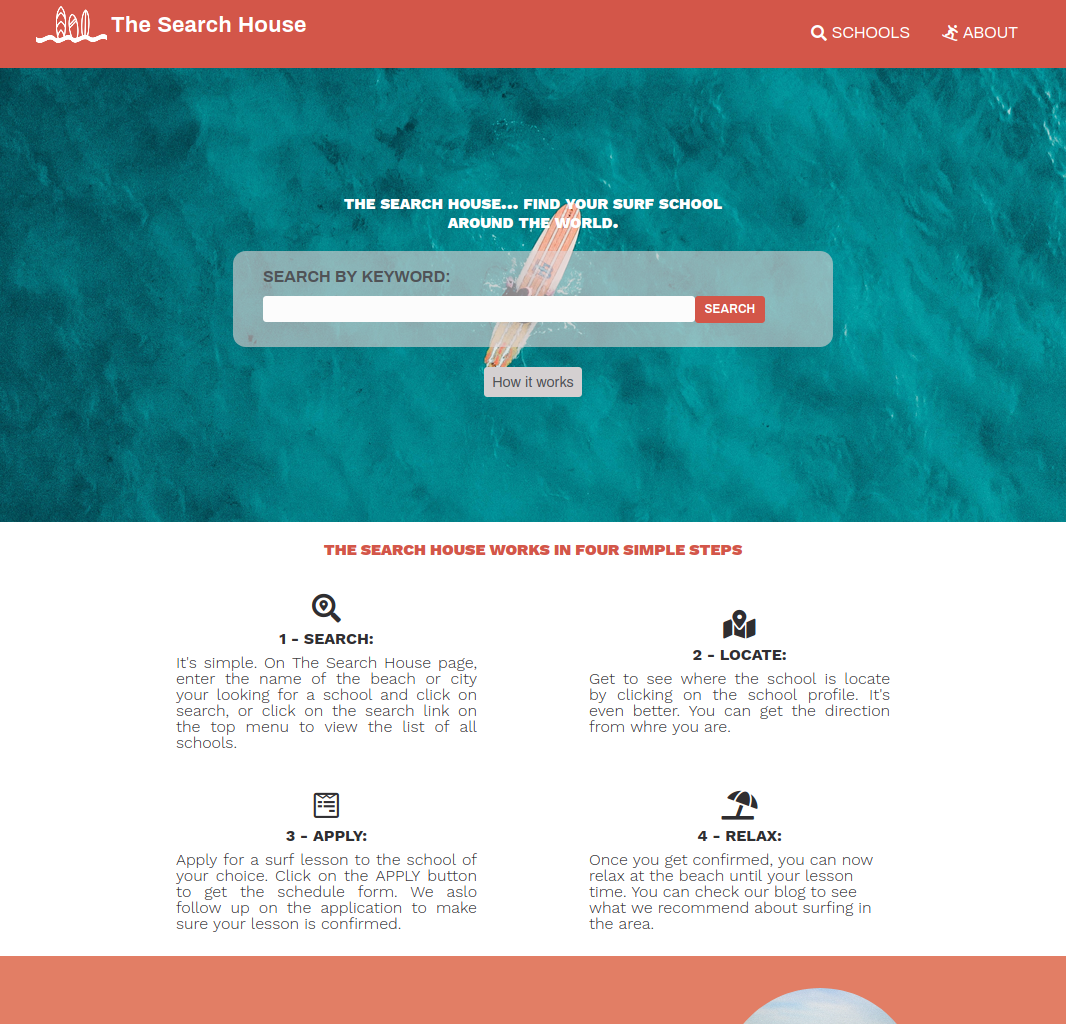 The Search House
SCHOOLS
ABOUT
THE SEARCH HOUSE... FIND YOUR SURF SCHOOL
AROUND THE WORLD.
SEARCH BY KEYWORD:
SEARCH
How it works
THE SEARCH HOUSE WORKS IN FOUR SIMPLE STEPS
1 - SEARCH:
It's simple. On The Search House page,
enter the name of the beach or city
your looking for a school and click on
search, or click on the search link on
the top menu to view the list of all
schools.
2 - LOCATE:
Get to see where the school is locate
by clicking on the school profile. It's
even better. You can get the direction
from whre you are.
3 - APPLY:
Apply for a surf lesson to the school of
your choice. Click on the APPLY button
to get the schedule form. We aslo
follow up on the application to make
sure your lesson is confirmed.
4 - RELAX:
Once you get confirmed, you can now
relax at the beach until your lesson
time. You can check our blog to see
what we recommend about surfing in
the area.